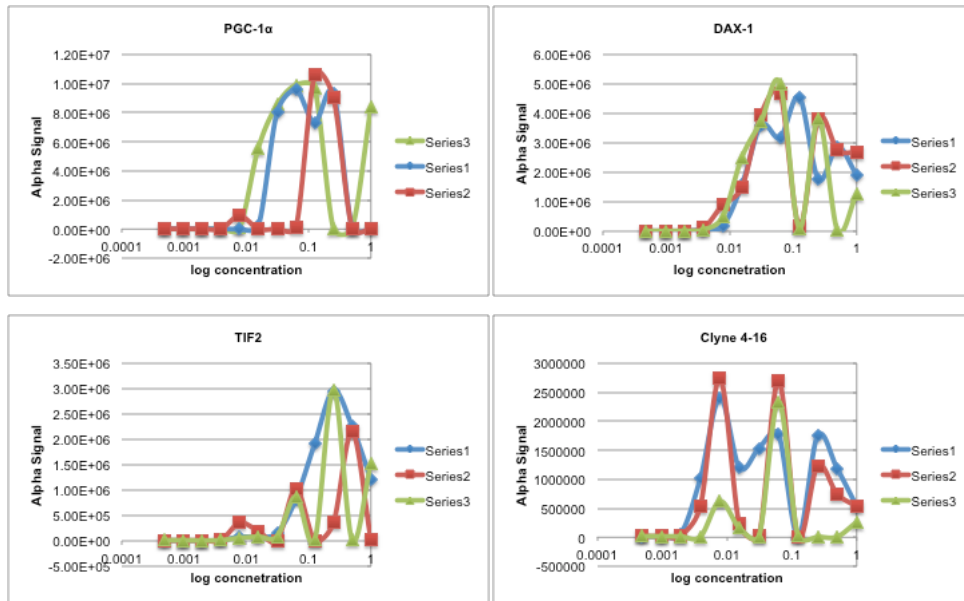 PGC-1α
1.20E+07
1.00E+07
8.00E+06
6.00E+06
4.00E+06
2.00E+06
0.00E+00
-2.00E+06
Alpha Signal
0.0001 0.001 0.01 0.1 1
log concentration
Series3
Series1
Series2
DAX-1
6.00E+06
5.00E+06
4.00E+06
3.00E+06
2.00E+06
1.00E+06
0.00E+00
Alpha Signal
0.0001 0.001 0.01 0.1 1
log concnetration
Series1
Series2
Series3
TIF2
3.50E+06
3.00E+06
2.50E+06
2.00E+06
1.50E+06
1.00E+06
5.00E+05
0.00E+00
-5.00E+05
Alpha Signal
0.0001 0.001 0.01 0.1 1
log concnetration
Series1
Series2
Series3
Clyne 4-16
3000000
2500000
2000000
1500000
1000000
500000
0
-500000
Alpha Signal
0.0001 0.001 0.01 0.1 1
log concentration
Series1
Series2
Series3